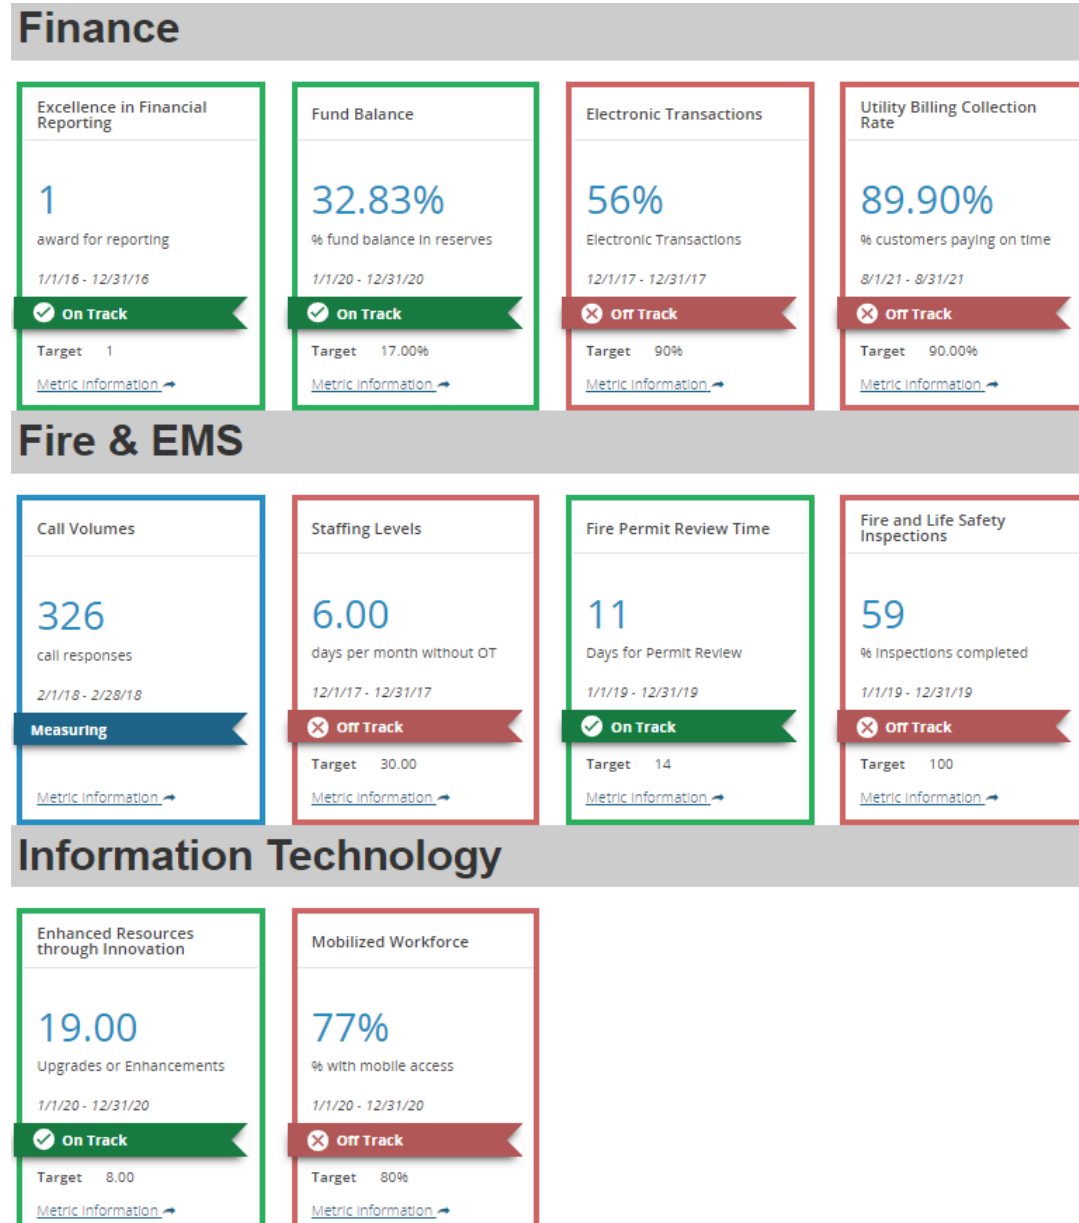 Finance
Excellence in Financial
Reporting
1
award for reporting
1/1/16 - 12/31/16
On Track
Target 1
Metric Information
Fund Balance
32.83%
% fund balance in reserves
1/1/20 - 12/31/20
On Track
Target 17.00%
Metric Information
Electronic Transactions
56%
Electronic Transactions
12/1/17 - 12/31/17
Off Track
Target 90%
Metric Information
Utility Billing Collection
Rate
89.90%
% customers paying on time
8/1/21 - 8/31/21
Off Track
Target 90.00%
Metric Information
Fire & EMS
Call Volumes
326
call responses
2/1/18 - 2/28/18
Measuring
Metric Information
Staffing Levels
6.00
days per month without OT
12/1/17 - 12/31/17
Off Track
Target 30.00
Metric Information
Fire Permit Review Time
11
Days for Permit Review
1/1/19 - 12/31/19
On Track
Target 14
Metric Information
Fire and Life Safety
Inspections
59
% Inspections completed
1/1/19 - 12/31/19
Off Track
Target 100
Metric Information
Information Technology
Enhanced Resources
through Innovation
19.00
Upgrades or Enhancements
1/1/20 - 12/31/20
On Track
Target 8.00
Metric Information
Mobilized Workforce
77%
% with mobile access
1/1/20 - 12/31/20
Off Track
Target 80%
Metric Information